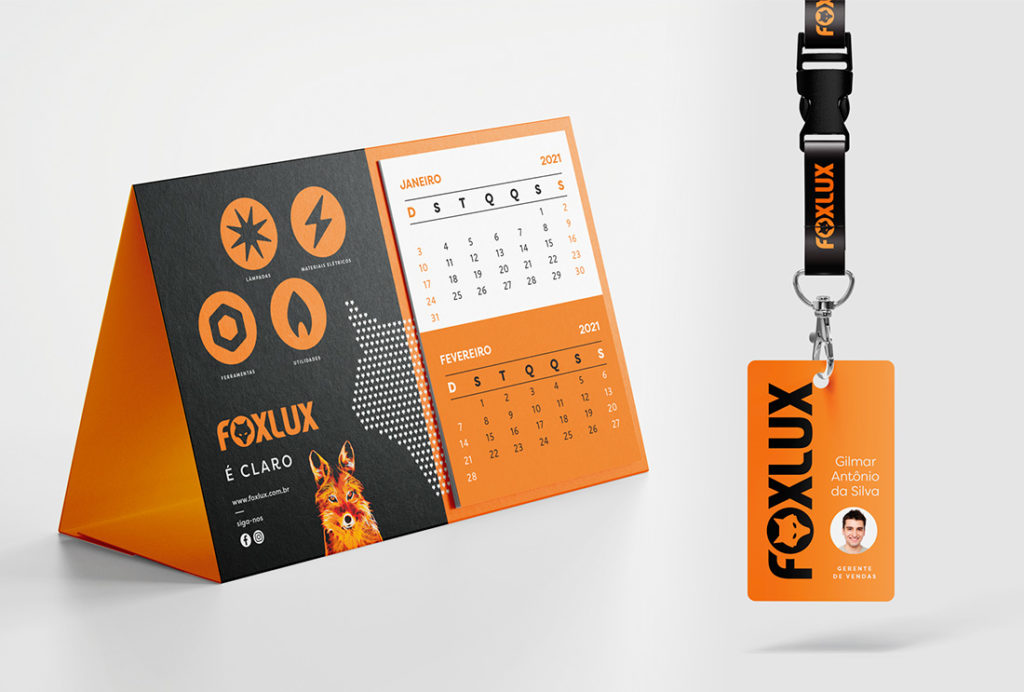 LÂMPADAS
MATERIAIS ELÉTRICOS
FERRAMENTAS
UTILIDADES
FOXLUX
É CLARO
www.foxlux.com.br
siga-nos
JANEIRO 2021
D S T Q Q S S
1 2
3 4 5 6 7 8 9
10 11 12 13 14 15 16
17 18 19 20 21 22 23
24 25 26 27 28 29 30
31
FEVEREIRO 2021
D S T Q Q S S
1 2 3 4 5 6
7 8 9 10 11 12 13
14 15 16 17 18 19 20
21 22 23 24 25 26 27
28
FOXLUX
FOXLUX
Gilmar
Antônio
da Silva
GERENTE
DE VENDAS